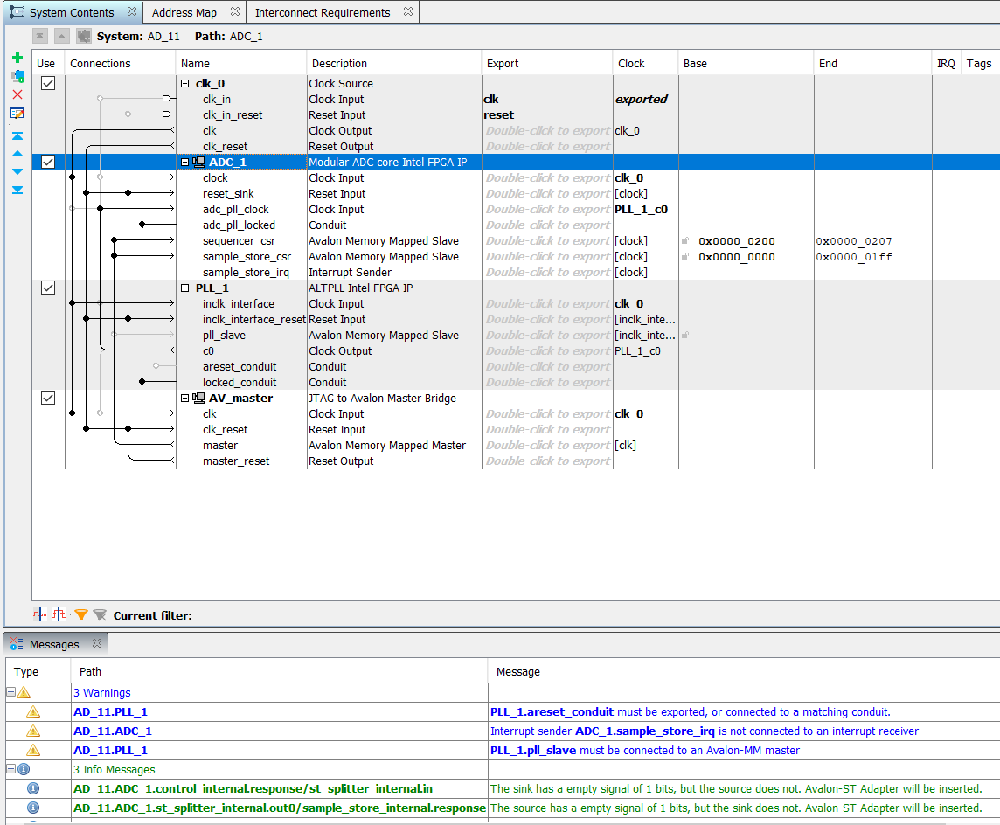 System Contents Address Map Interconnect Requirements
System: AD_11 Path: ADC_1
Use Connections Name Description Export Clock Base End IRQ Tags
clk_0 Clock Source
clk_in Clock Input clk exported
clk_in_reset Reset Input reset
clk Clock Output Double-click to export clk_0
clk_reset Reset Output Double-click to export
ADC_1 Modular ADC core Intel FPGA IP
clock Clock Input Double-click to export clk_0
reset_sink Reset Input Double-click to export [clock]
adc_pll_clock Clock Input Double-click to export PLL_1_c0
adc_pll_locked Conduit Double-click to export
sequencer_csr Avalon Memory Mapped Slave Double-click to export [clock] 0x0000_0200 0x0000_0207
sample_store_csr Avalon Memory Mapped Slave Double-click to export [clock] 0x0000_0000 0x0000_01ff
sample_store_irq Interrupt Sender Double-click to export [clock]
PLL_1 ALTPLL Intel FPGA IP
inclk_interface Clock Input Double-click to export clk_0
inclk_interface_reset Reset Input Double-click to export [inclk_inte...
pll_slave Avalon Memory Mapped Slave Double-click to export [inclk_inte...
c0 Clock Output Double-click to export PLL_1_c0
areset_conduit Conduit Double-click to export
locked_conduit Conduit Double-click to export
AV_master JTAG to Avalon Master Bridge
clk Clock Input Double-click to export clk_0
clk_reset Reset Input Double-click to export
master Avalon Memory Mapped Master Double-click to export [clk]
master_reset Reset Output Double-click to export
Current filter:
Messages
Type Path Message
3 Warnings
AD_11.PLL_1 PLL_1.areset_conduit must be exported, or connected to a matching conduit.
AD_11.ADC_1 Interrupt sender ADC_1.sample_store_irq is not connected to an interrupt receiver
AD_11.PLL_1 PLL_1.pll_slave must be connected to an Avalon-MM master
3 Info Messages
AD_11.ADC_1.control_internal.response/st_splitter_internal.in The sink has a empty signal of 1 bits, but the source does not. Avalon-ST Adapter will be inserted.
AD_11.ADC_1.st_splitter_internal.out0/sample_store_internal.response The source has a empty signal of 1 bits, but the sink does not. Avalon-ST Adapter will be inserted.